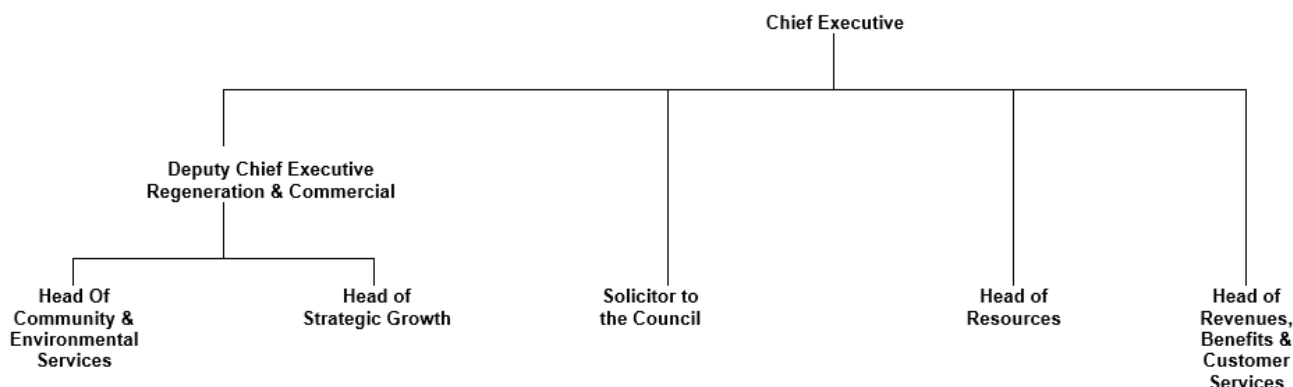 Chief Executive
Deputy Chief Executive
Regeneration & Commercial
Head Of
Community &
Environmental
Services
Head of
Strategic Growth
Solicitor to
the Council
Head of
Resources
Head of
Revenues,
Benefits &
Customer
Services